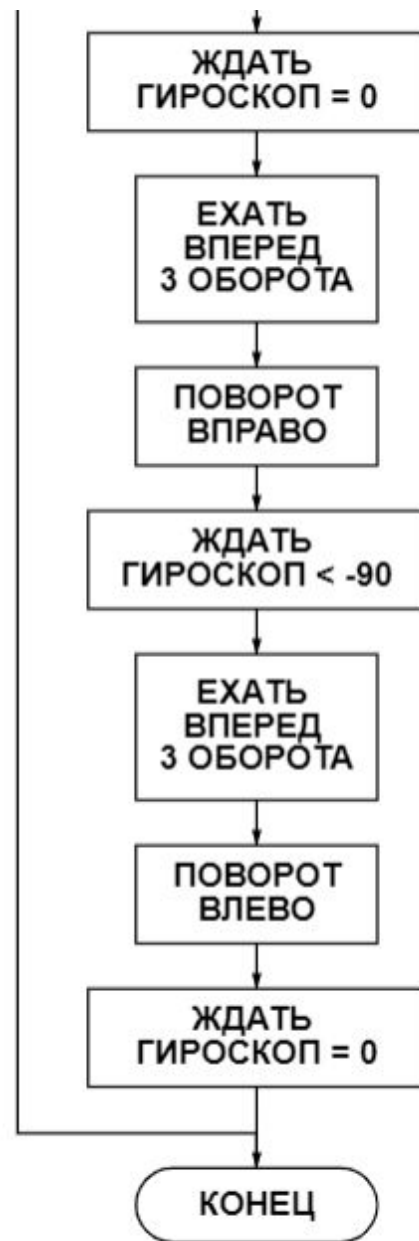 ЖДАТЬ
ГИРОСКОП = 0
ЕХАТЬ
ВПЕРЕД
3 ОБОРОТА
ПОВОРОТ
ВПРАВО
ЖДАТЬ
ГИРОСКОП < -90
ЕХАТЬ
ВПЕРЕД
3 ОБОРОТА
ПОВОРОТ
ВЛЕВО
ЖДАТЬ
ГИРОСКОП = 0
КОНЕЦ